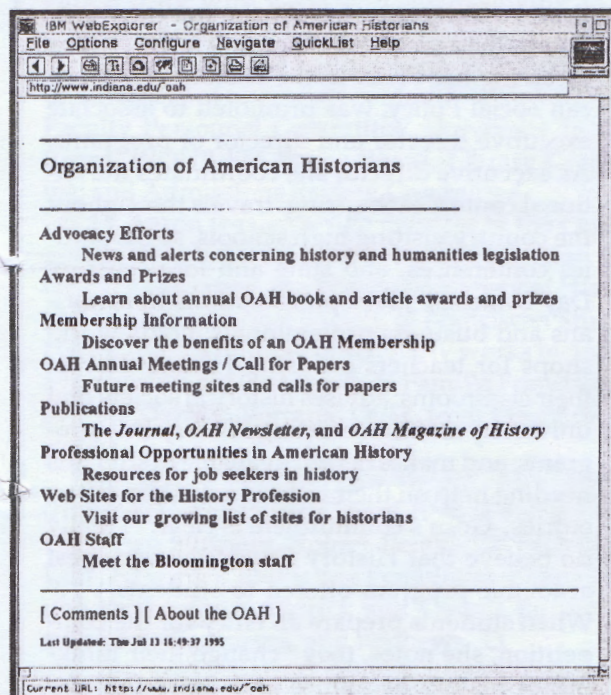 IBM WebExplorer - Organization of American Historians
File Options Configure Navigate QuickList Help
http://www.indiana.edu/~oah
Organization of American Historians
Advocacy Efforts
News and alerts concerning history and humanities legislation
Awards and Prizes
Learn about annual OAH book and article awards and prizes
Membership Information
Discover the benefits of an OAH Membership
OAH Annual Meetings / Call for Papers
Future meeting sites and calls for papers
Publications
The Journal, OAH Newsletter, and OAH Magazine of History
Professional Opportunities in American History
Resources for job seekers in history
Web Sites for the History Profession
Visit our growing list of sites for historians
OAH Staff
Meet the Bloomington staff
[ Comments ] [ About the OAH ]
Last Updated: Thu Jul 13 16:49:37 1995
Current URL: http://www.indiana.edu/~oah